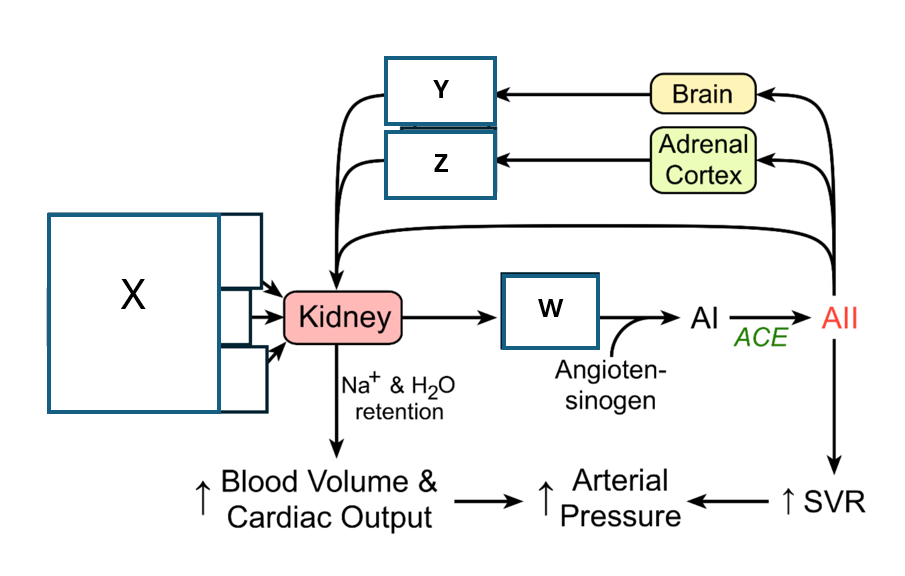 Y
Brain
Z
Adrenal
Cortex
X
Kidney
W
AI
ACE
AII
Angioten-
sinogen
Na+ & H2O
retention
↑ Blood Volume &
Cardiac Output
↑ Arterial
Pressure
↑ SVR